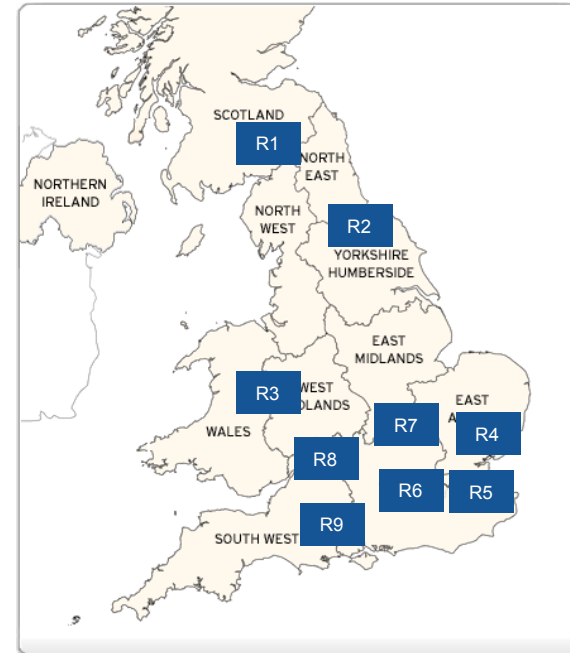 SCOTLAND
R1
NORTH
EAST
NORTHERN
IRELAND
NORTH
WEST
R2
YORKSHIRE
HUMBERSIDE
EAST
MIDLANDS
R3
WEST
EAST
R7
R4
WALES
R8
R6
R5
R9
SOUTH WEST